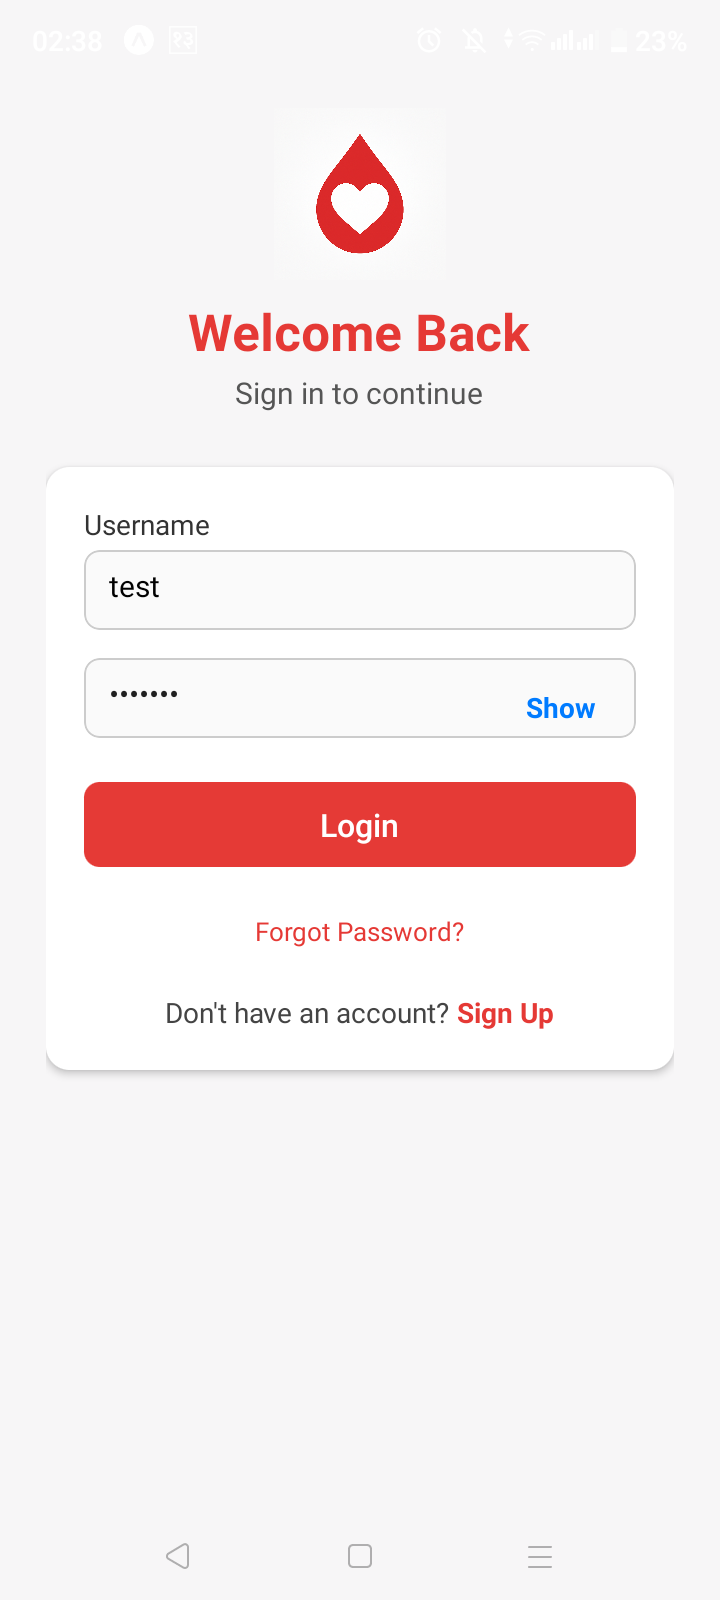 02:38 23%
Welcome Back
Sign in to continue
Username
test
•••••••
Show
Login
Forgot Password?
Don't have an account? Sign Up